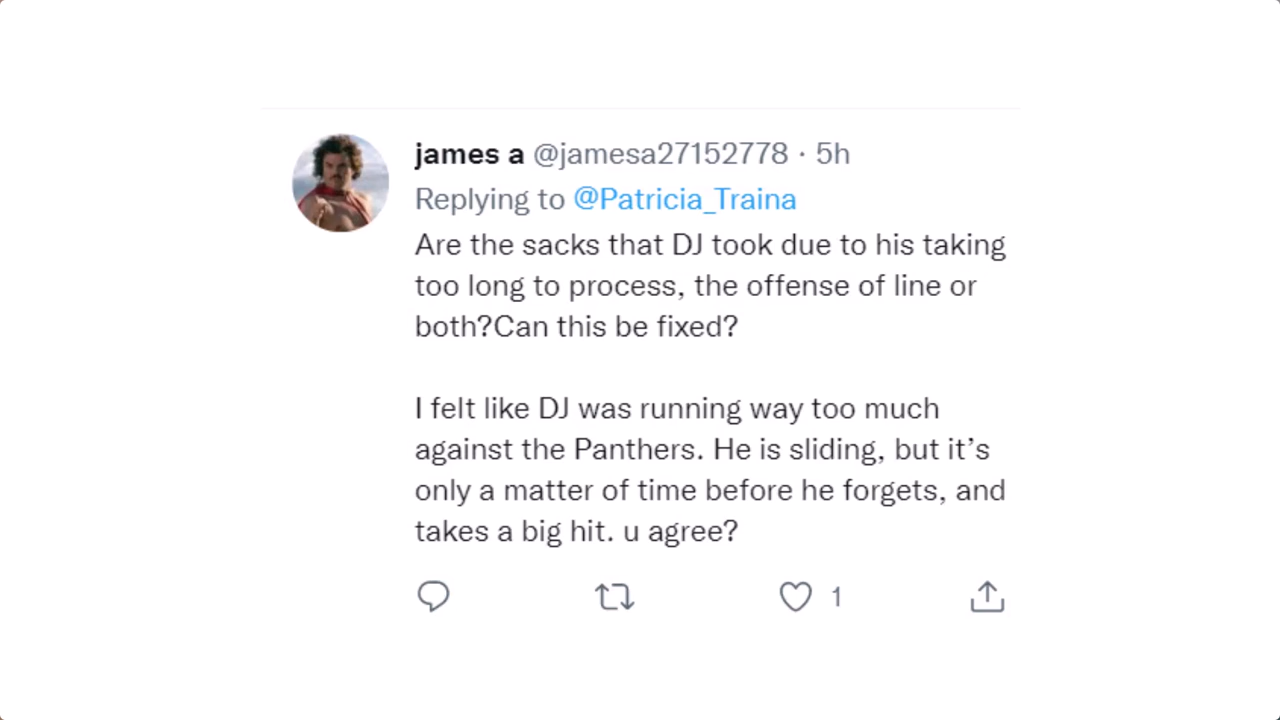 james a @jamesa27152778 · 5h
Replying to @Patricia_Traina
Are the sacks that DJ took due to his taking
too long to process, the offense of line or
both?Can this be fixed?
I felt like DJ was running way too much
against the Panthers. He is sliding, but it’s
only a matter of time before he forgets, and
takes a big hit. u agree?
1